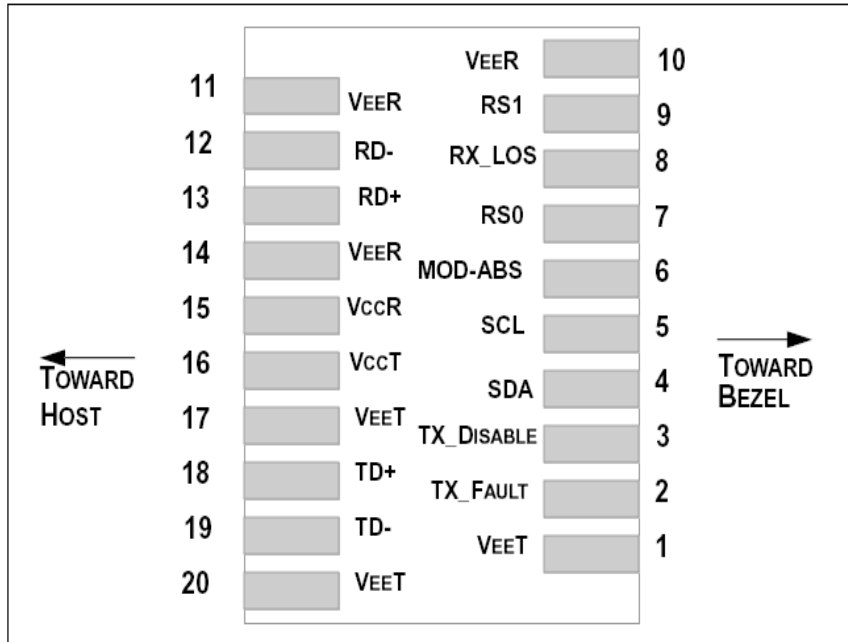 11 VEER
12 RD-
13 RD+
14 VEER
15 VCCR
16 VCCT
17 VEET
18 TD+
19 TD-
20 VEET
VEER 10
RS1 9
RX_LOS 8
RS0 7
MOD-ABS 6
SCL 5
SDA 4
TX_DISABLE 3
TX_FAULT 2
VEET 1
TOWARD
HOST
TOWARD
BEZEL